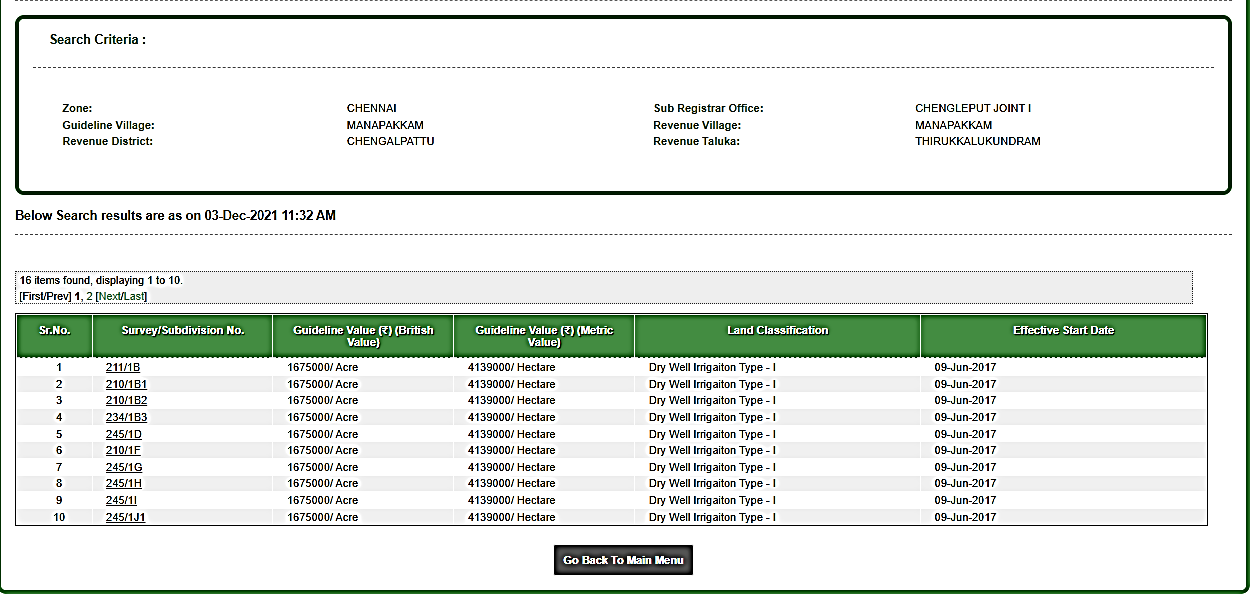 Search Criteria :
Zone: CHENNAI Sub Registrar Office: CHENGLEPUT JOINT I
Guideline Village: MANAPAKKAM Revenue Village: MANAPAKKAM
Revenue District: CHENGALPATTU Revenue Taluka: THIRUKKALUKUNDRAM
Below Search results are as on 03-Dec-2021 11:32 AM
16 items found, displaying 1 to 10.
[First/Prev] 1, 2 [Next/Last]
Sr.No. Survey/Subdivision No. Guideline Value (₹) (British Value) Guideline Value (₹) (Metric Value) Land Classification Effective Start Date
1 211/1B 1675000/ Acre 4139000/ Hectare Dry Well Irrigaiton Type - I 09-Jun-2017
2 210/1B1 1675000/ Acre 4139000/ Hectare Dry Well Irrigaiton Type - I 09-Jun-2017
3 210/1B2 1675000/ Acre 4139000/ Hectare Dry Well Irrigaiton Type - I 09-Jun-2017
4 234/1B3 1675000/ Acre 4139000/ Hectare Dry Well Irrigaiton Type - I 09-Jun-2017
5 245/1D 1675000/ Acre 4139000/ Hectare Dry Well Irrigaiton Type - I 09-Jun-2017
6 210/1F 1675000/ Acre 4139000/ Hectare Dry Well Irrigaiton Type - I 09-Jun-2017
7 245/1G 1675000/ Acre 4139000/ Hectare Dry Well Irrigaiton Type - I 09-Jun-2017
8 245/1H 1675000/ Acre 4139000/ Hectare Dry Well Irrigaiton Type - I 09-Jun-2017
9 245/1I 1675000/ Acre 4139000/ Hectare Dry Well Irrigaiton Type - I 09-Jun-2017
10 245/1J1 1675000/ Acre 4139000/ Hectare Dry Well Irrigaiton Type - I 09-Jun-2017
Go Back To Main Menu